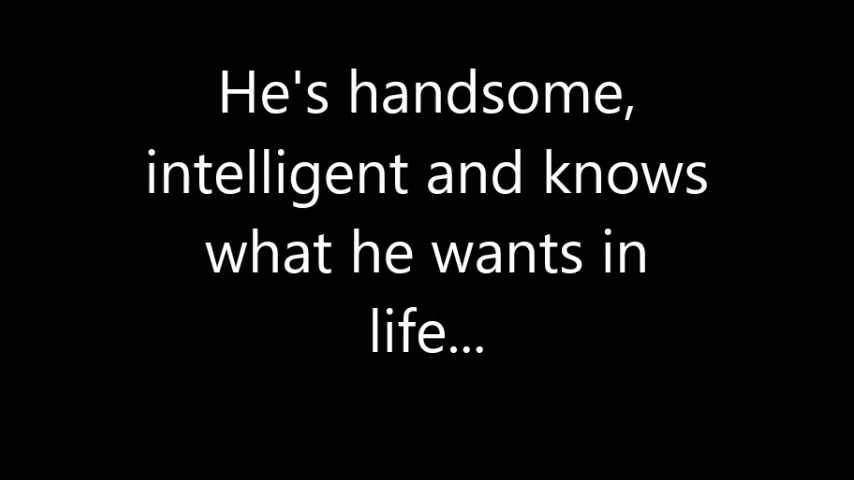 He's handsome,
intelligent and knows
what he wants in
life...